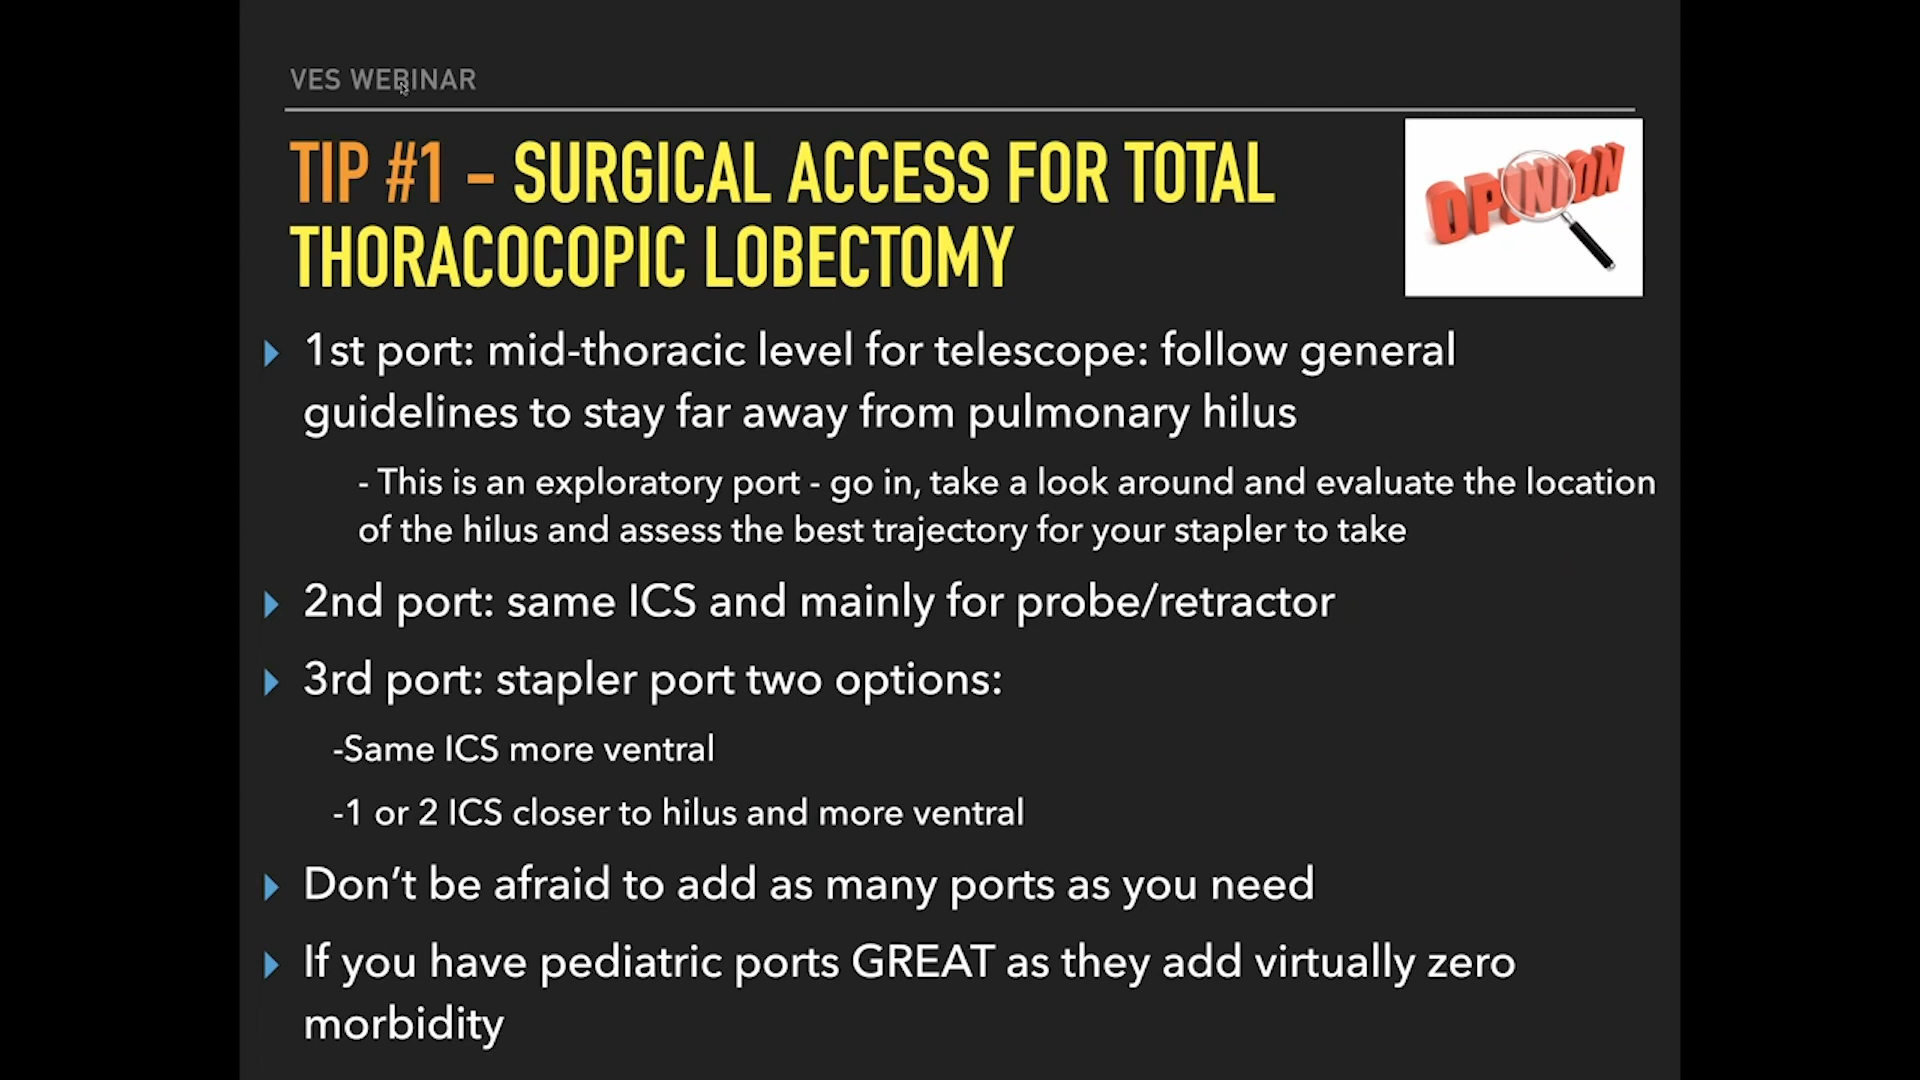 VES WEBINAR
TIP #1 – SURGICAL ACCESS FOR TOTAL
THORACOCOPIC LOBECTOMY
OPINION
1st port: mid-thoracic level for telescope: follow general
guidelines to stay far away from pulmonary hilus
- This is an exploratory port - go in, take a look around and evaluate the location
of the hilus and assess the best trajectory for your stapler to take
2nd port: same ICS and mainly for probe/retractor
3rd port: stapler port two options:
-Same ICS more ventral
-1 or 2 ICS closer to hilus and more ventral
Don’t be afraid to add as many ports as you need
If you have pediatric ports GREAT as they add virtually zero
morbidity